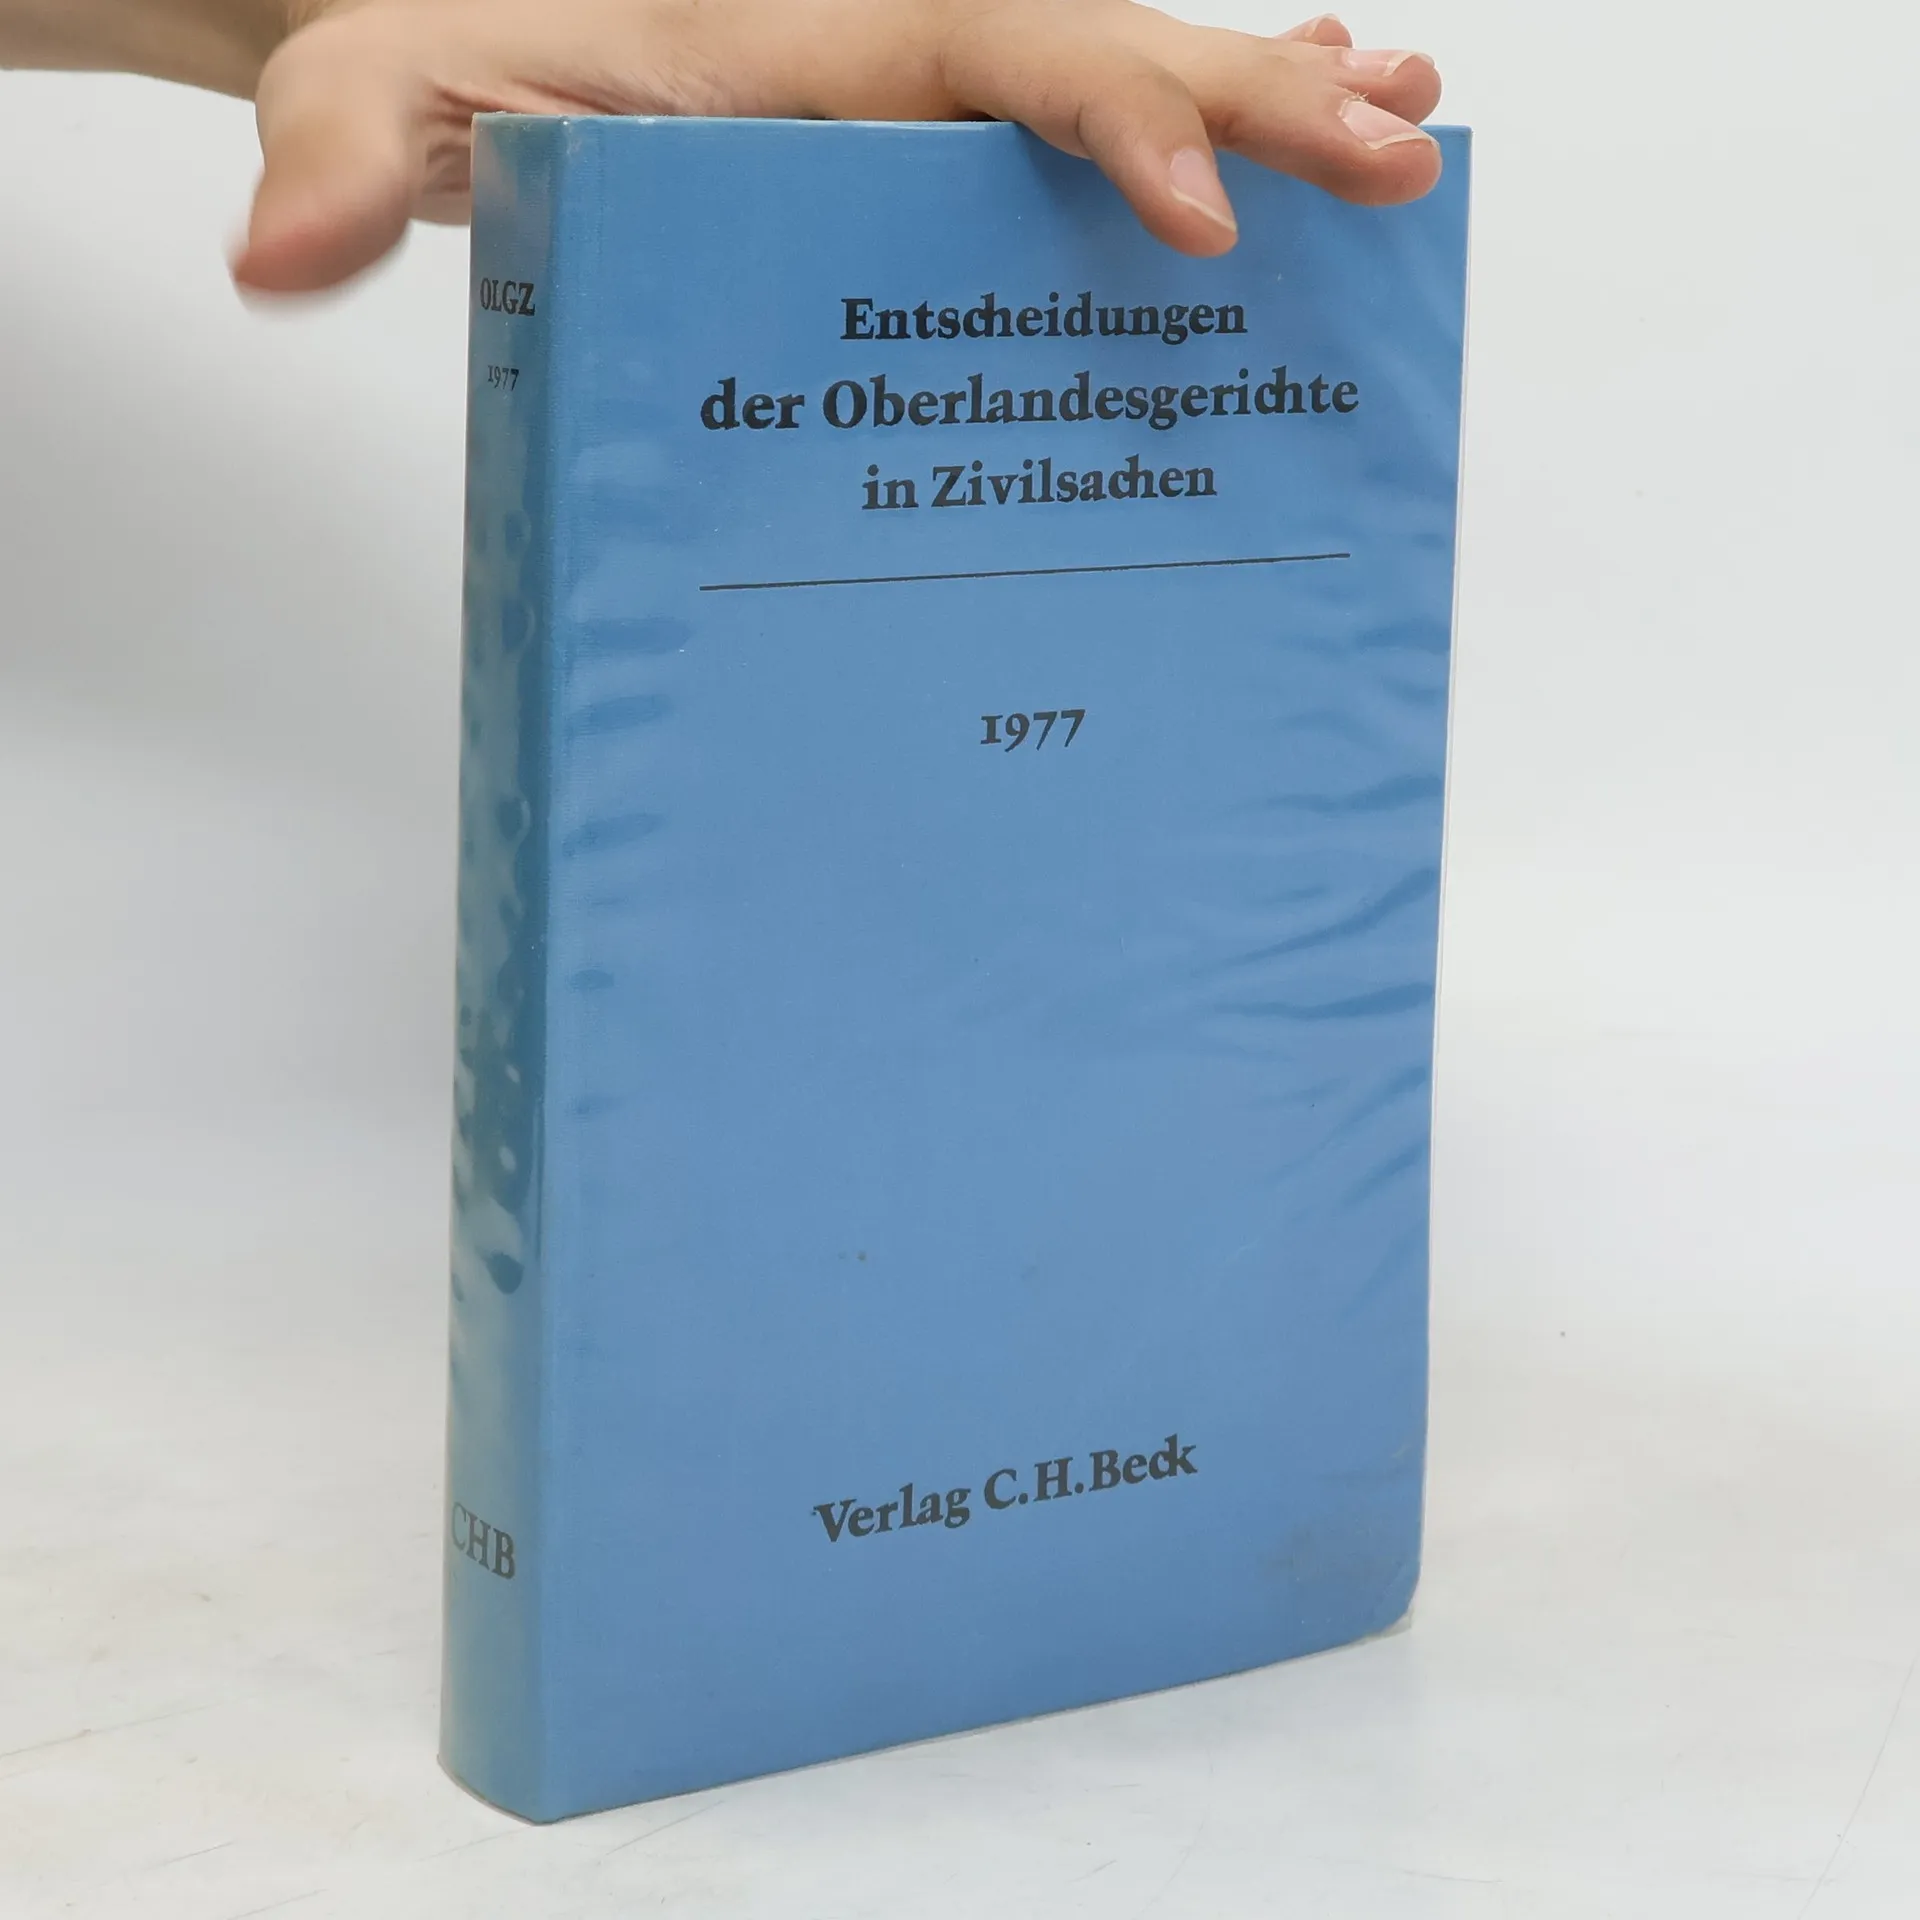 OLGZ
1977
CHB
Entscheidungen
der Oberlandesgerichte
in Zivilsachen
1977
Verlag C.H.Beck